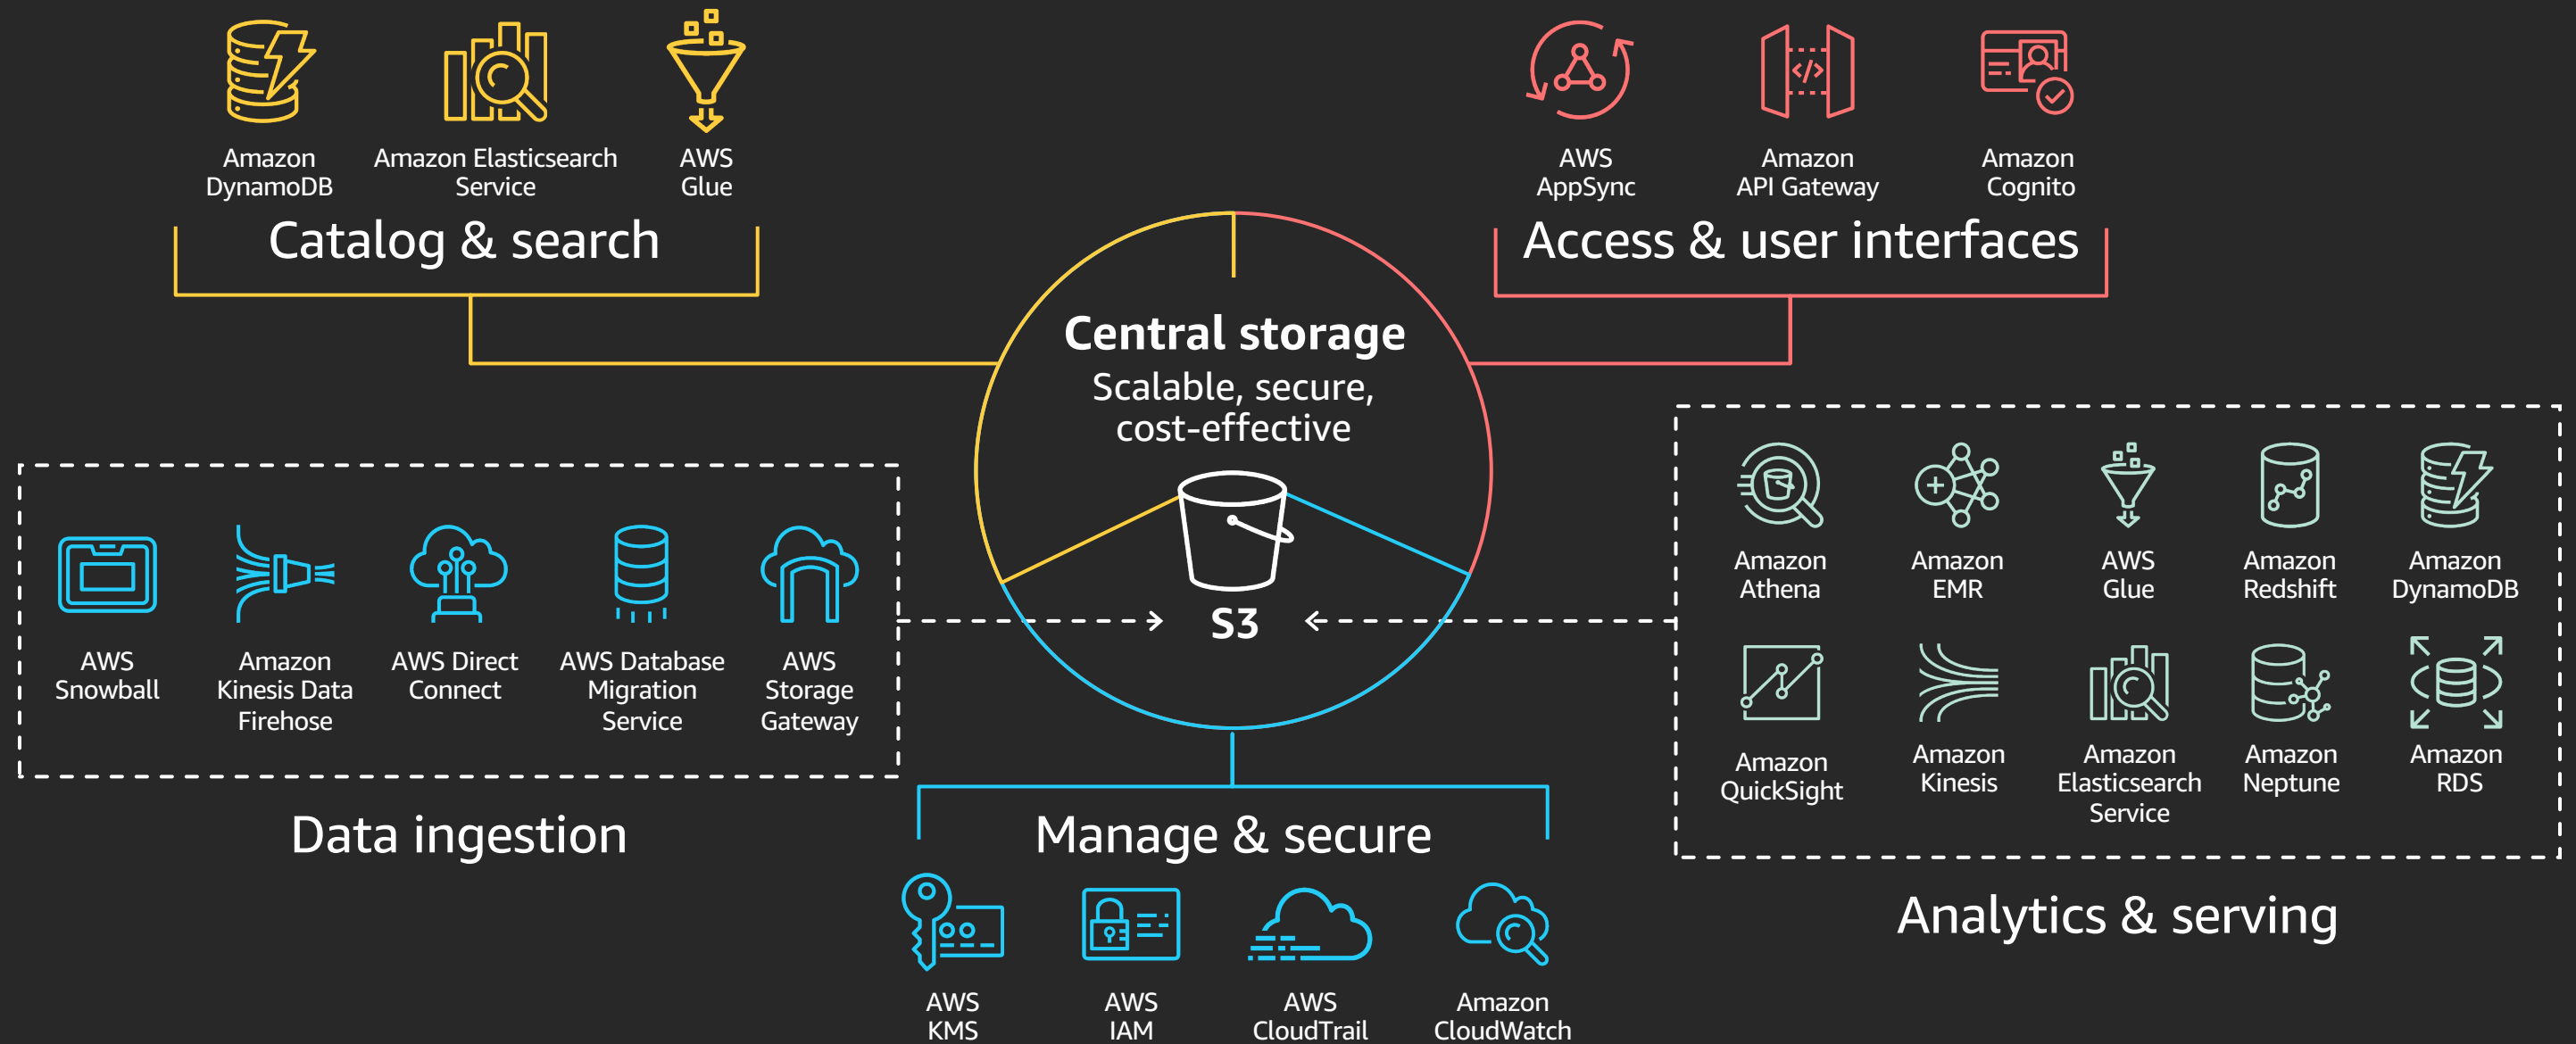 Amazon
DynamoDB
Amazon Elasticsearch
Service
AWS
Glue
Catalog & search
AWS
AppSync
Amazon
API Gateway
Amazon
Cognito
Access & user interfaces
Central storage
Scalable, secure,
cost-effective
S3
AWS
Snowball
Amazon
Kinesis Data
Firehose
AWS Direct
Connect
AWS Database
Migration
Service
AWS
Storage
Gateway
Data ingestion
Amazon
Athena
Amazon
EMR
AWS
Glue
Amazon
Redshift
Amazon
DynamoDB
Amazon
QuickSight
Amazon
Kinesis
Amazon
Elasticsearch
Service
Amazon
Neptune
Amazon
RDS
Analytics & serving
Manage & secure
AWS
KMS
AWS
IAM
AWS
CloudTrail
Amazon
CloudWatch